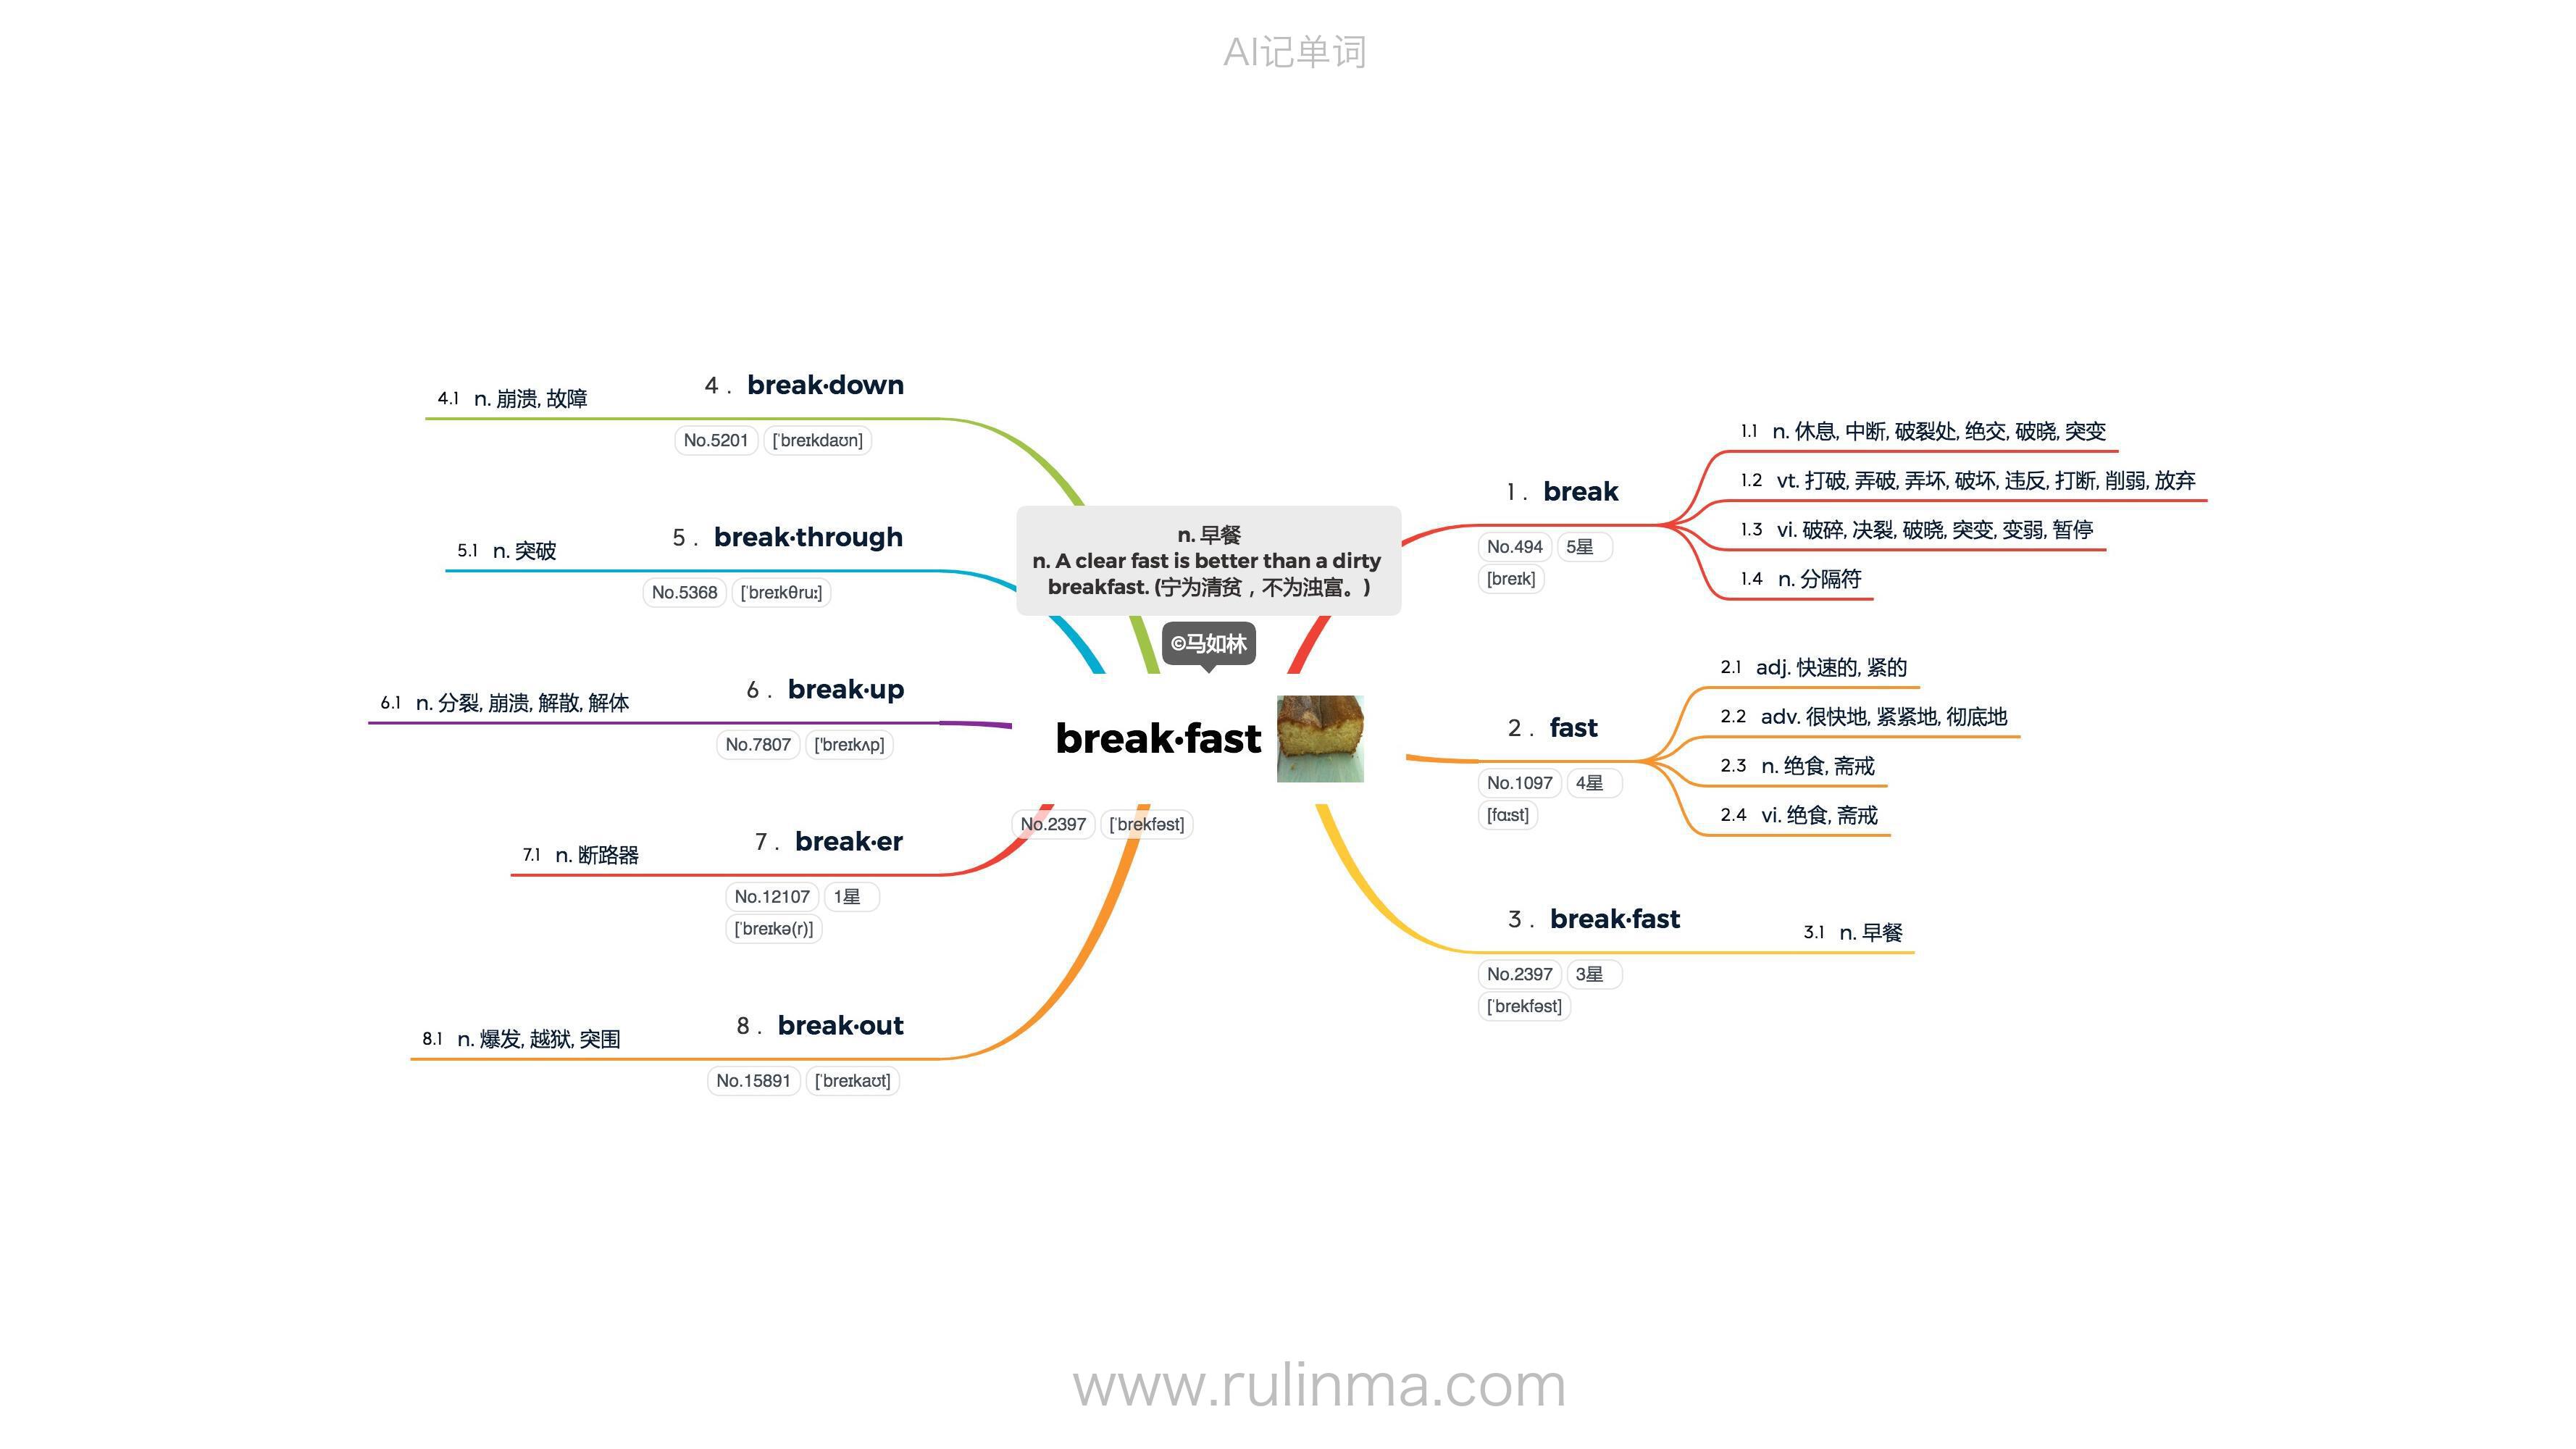 AI记单词
n. 早餐
n. A clear fast is better than a dirty
breakfast. (宁为清贫，不为浊富。)
©马如林
break·fast
No.2397 [ˈbrekfəst]
1 . break
No.494 5星
[breɪk]
1.1 n. 休息, 中断, 破裂处, 绝交, 破晓, 突变
1.2 vt. 打破, 弄破, 弄坏, 破坏, 违反, 打断, 削弱, 放弃
1.3 vi. 破碎, 决裂, 破晓, 突变, 变弱, 暂停
1.4 n. 分隔符
2 . fast
No.1097 4星
[fɑːst]
2.1 adj. 快速的, 紧的
2.2 adv. 很快地, 紧紧地, 彻底地
2.3 n. 绝食, 斋戒
2.4 vi. 绝食, 斋戒
3 . break·fast
No.2397 3星
[ˈbrekfəst]
3.1 n. 早餐
4 . break·down
No.5201 [ˈbreɪkdaʊn]
4.1 n. 崩溃, 故障
5 . break·through
No.5368 [ˈbreɪkθruː]
5.1 n. 突破
6 . break·up
No.7807 ['breɪkʌp]
6.1 n. 分裂, 崩溃, 解散, 解体
7 . break·er
No.12107 1星
[ˈbreɪkə(r)]
7.1 n. 断路器
8 . break·out
No.15891 [ˈbreɪkaʊt]
8.1 n. 爆发, 越狱, 突围
www.rulinma.com